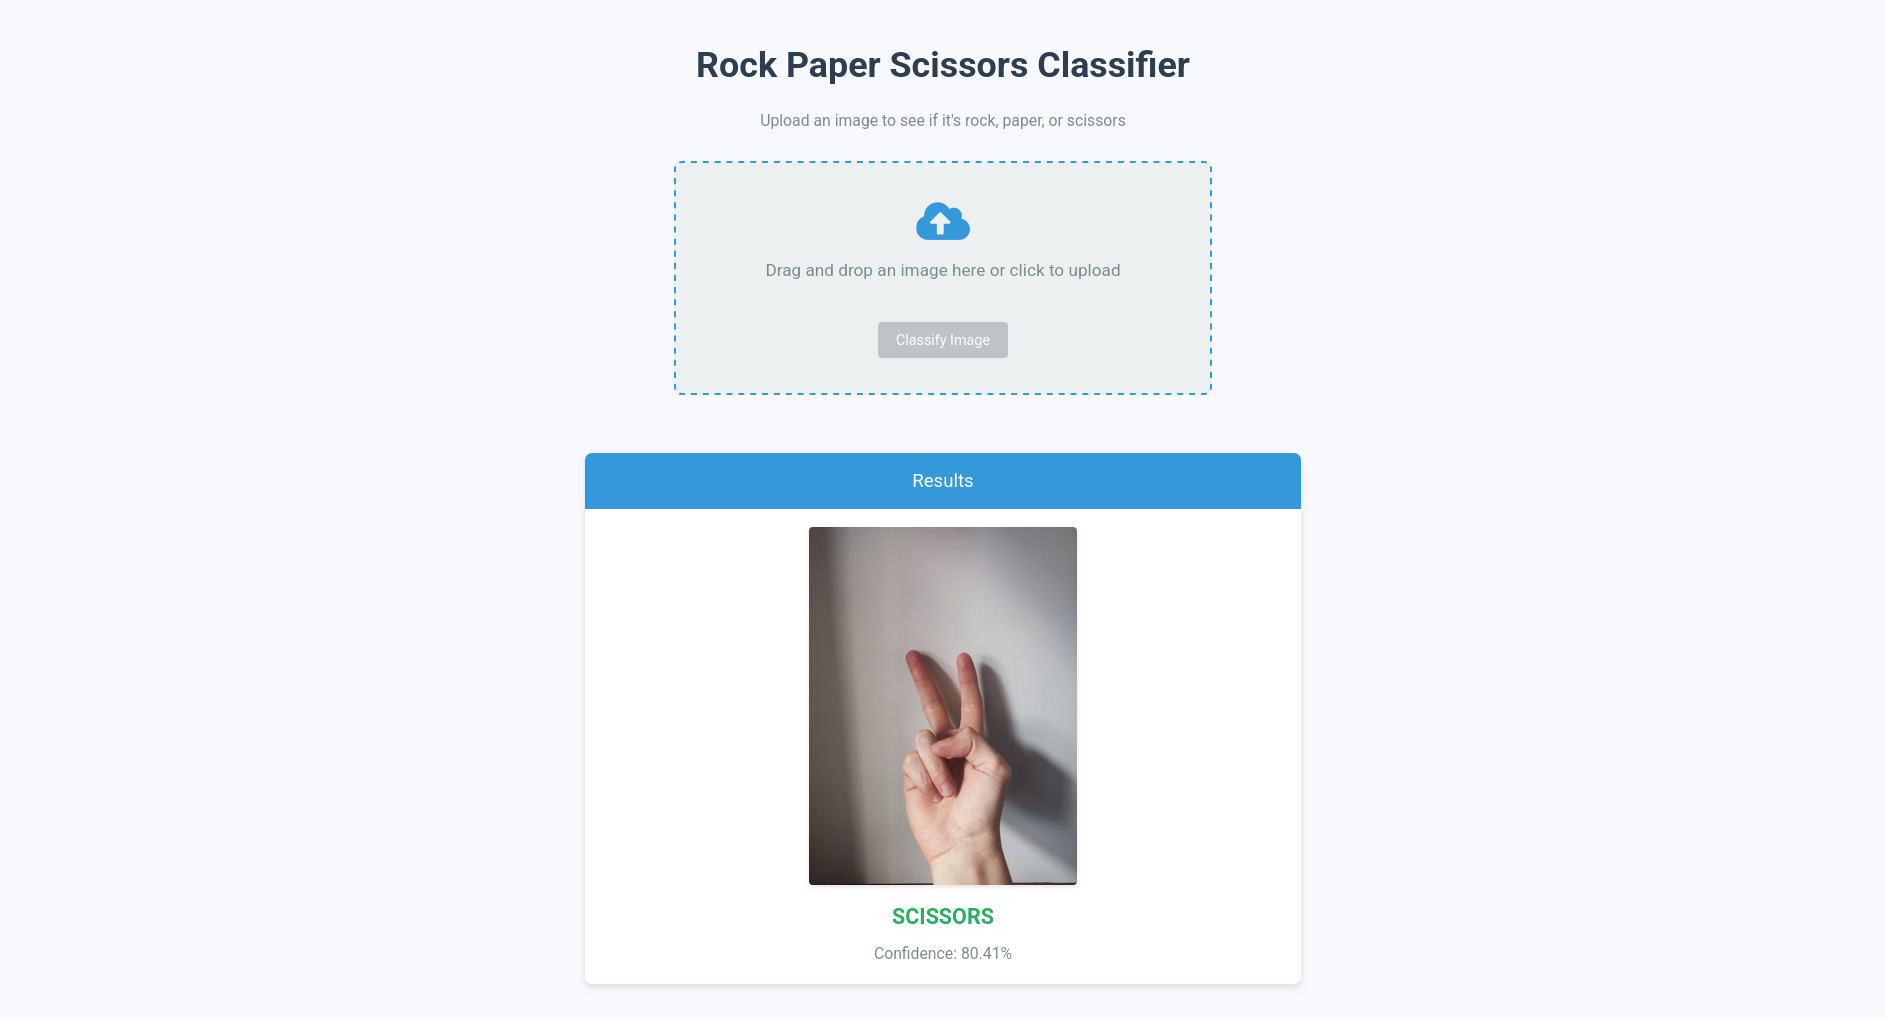 Rock Paper Scissors Classifier
Upload an image to see if it's rock, paper, or scissors
Drag and drop an image here or click to upload
Classify Image
Results
SCISSORS
Confidence: 80.41%